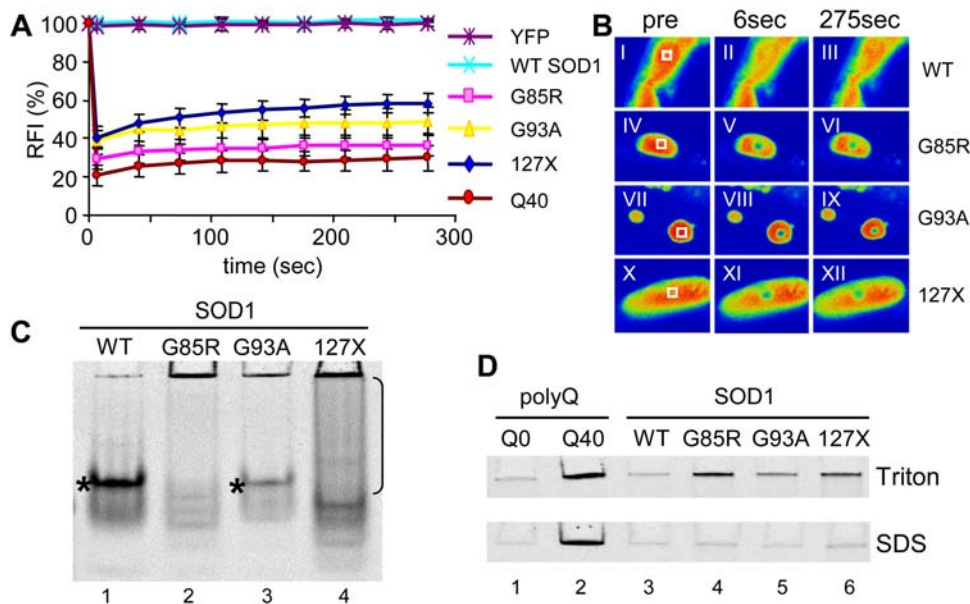 A
RFI (%)
100
80
60
40
20
0
0
100
200
300
time (sec)
YFP
WT SOD1
G85R
G93A
127X
Q40
B
pre 6sec 275sec
I II III WT
IV V VI G85R
VII VIII IX G93A
X XI XII 127X
C
SOD1
WT G85R G93A 127X
*
*
1 2 3 4
D
polyQ SOD1
Q0 Q40 WT G85R G93A 127X
Triton
SDS
1 2 3 4 5 6